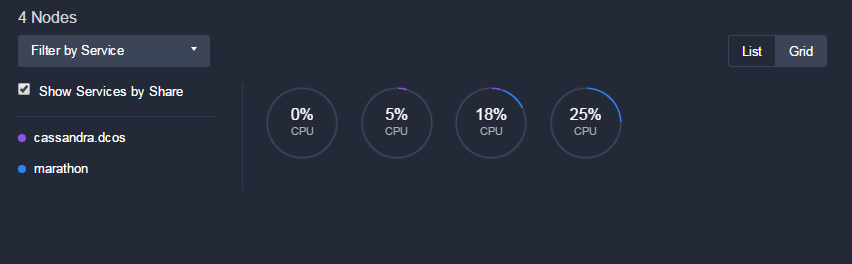 4 Nodes
Filter by Service
List
Grid
Show Services by Share
cassandra.dcos
marathon
0%
CPU
5%
CPU
18%
CPU
25%
CPU